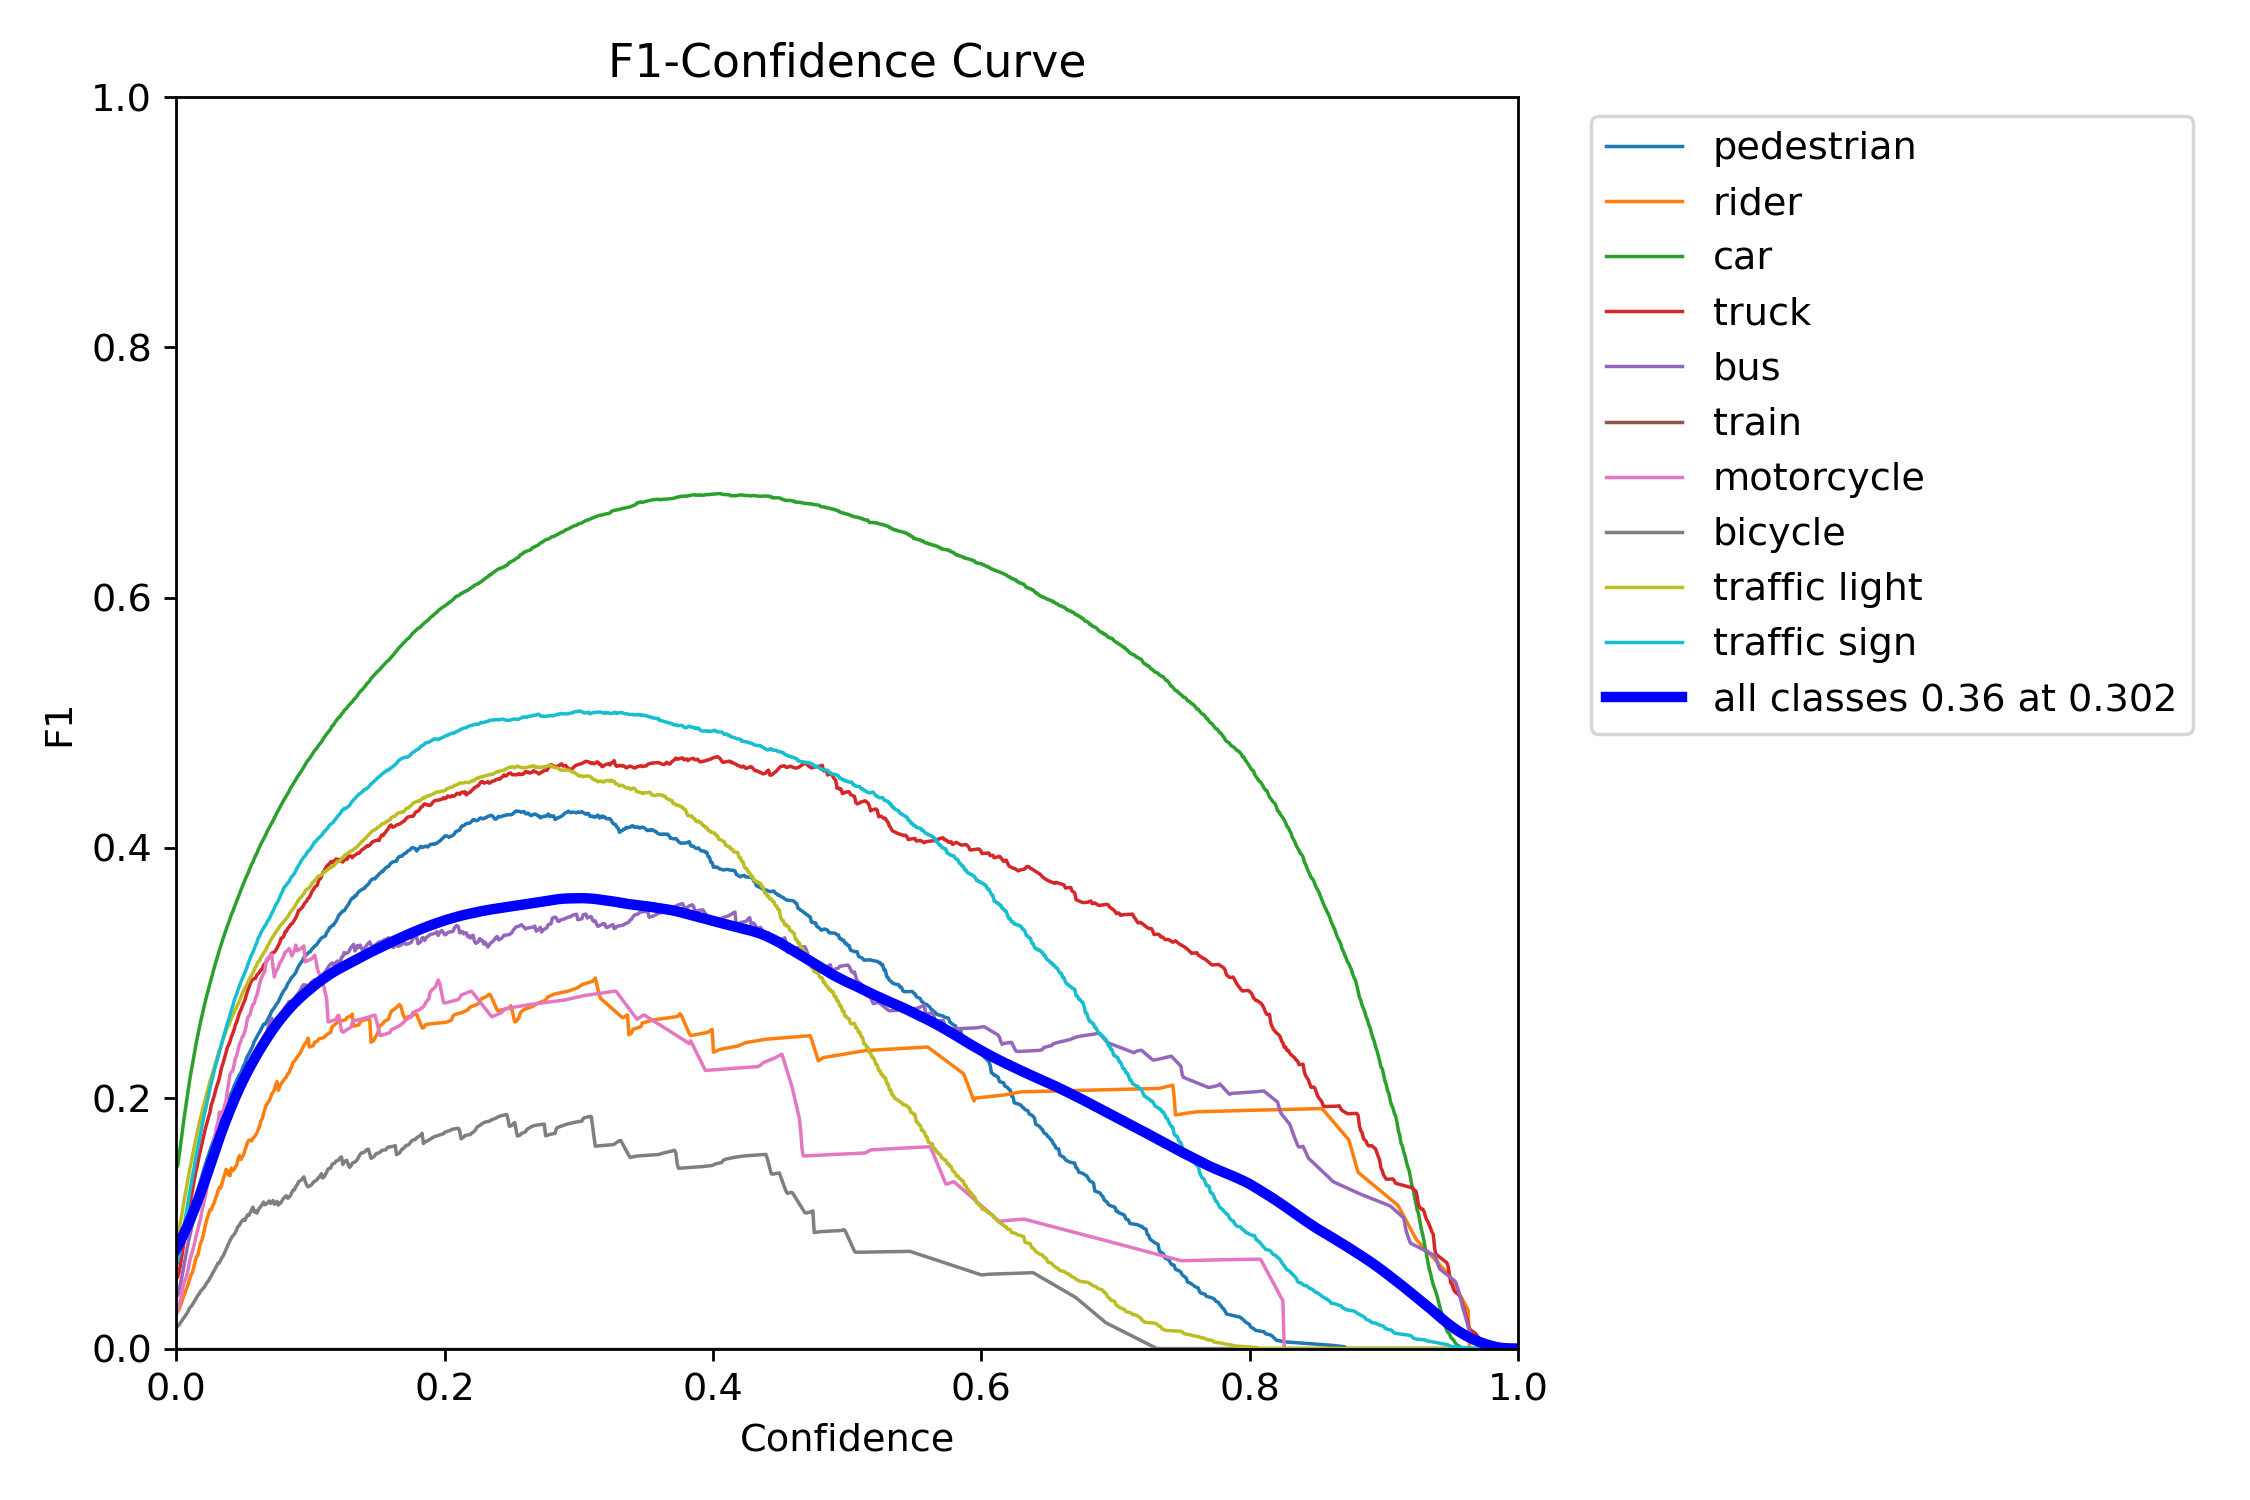 F1-Confidence Curve
1.0
0.8
0.6
0.4
0.2
0.0
F1
0.0 0.2 0.4 0.6 0.8 1.0
Confidence
pedestrian
rider
car
truck
bus
train
motorcycle
bicycle
traffic light
traffic sign
all classes 0.36 at 0.302